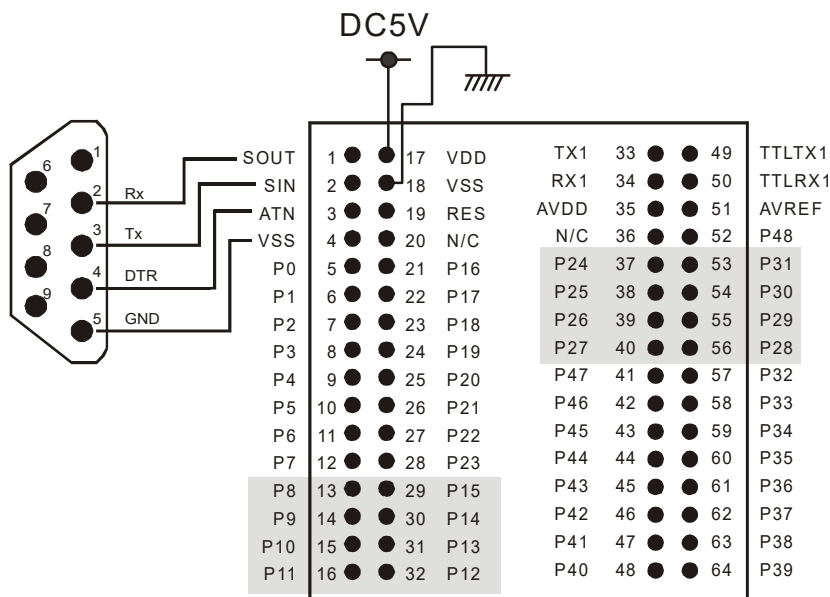 DC5V
1
6
2
7
3
8
4
9
5
Rx
Tx
DTR
GND
SOUT 1 17 VDD TX1 33 49 TTLTX1
SIN 2 18 VSS RX1 34 50 TTLRX1
ATN 3 19 RES AVDD 35 51 AVREF
VSS 4 20 N/C N/C 36 52 P48
P0 5 21 P16 P24 37 53 P31
P1 6 22 P17 P25 38 54 P30
P2 7 23 P18 P26 39 55 P29
P3 8 24 P19 P27 40 56 P28
P4 9 25 P20 P47 41 57 P32
P5 10 26 P21 P46 42 58 P33
P6 11 27 P22 P45 43 59 P34
P7 12 28 P23 P44 44 60 P35
P8 13 29 P15 P43 45 61 P36
P9 14 30 P14 P42 46 62 P37
P10 15 31 P13 P41 47 63 P38
P11 16 32 P12 P40 48 64 P39